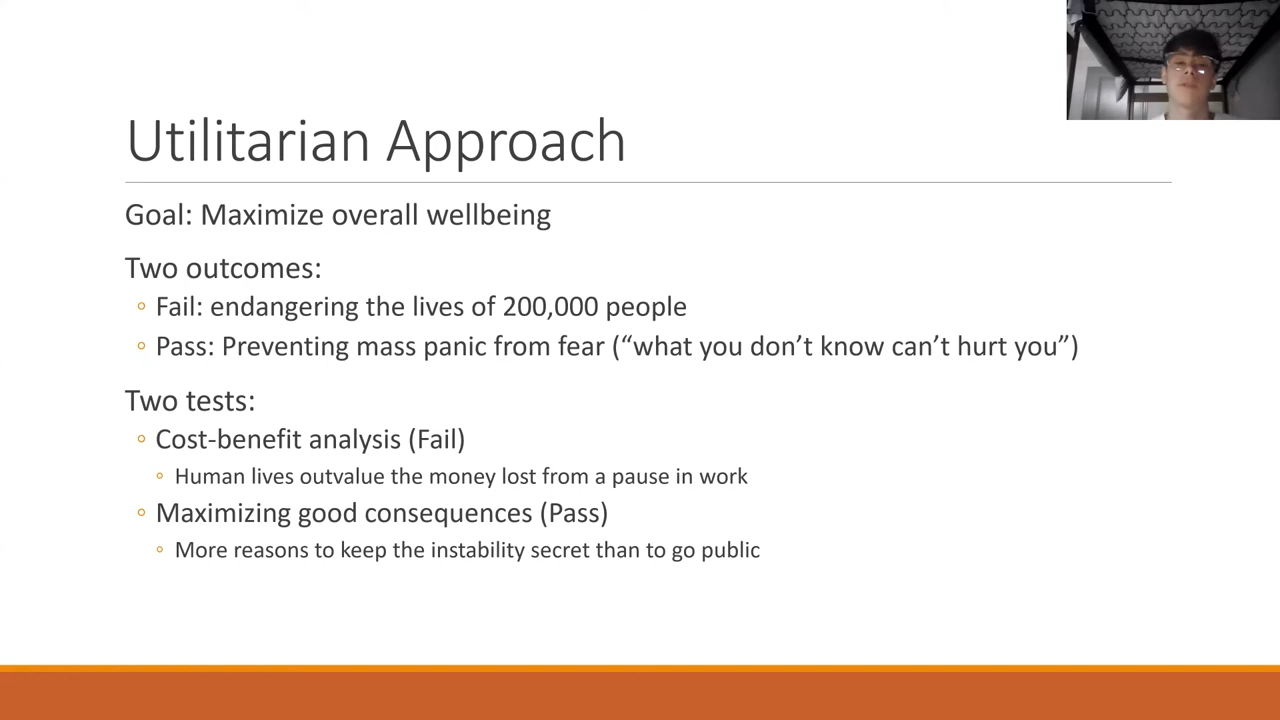 Utilitarian Approach
Goal: Maximize overall wellbeing
Two outcomes:
Fail: endangering the lives of 200,000 people
Pass: Preventing mass panic from fear (“what you don’t know can’t hurt you”)
Two tests:
Cost-benefit analysis (Fail)
Human lives outvalue the money lost from a pause in work
Maximizing good consequences (Pass)
More reasons to keep the instability secret than to go public